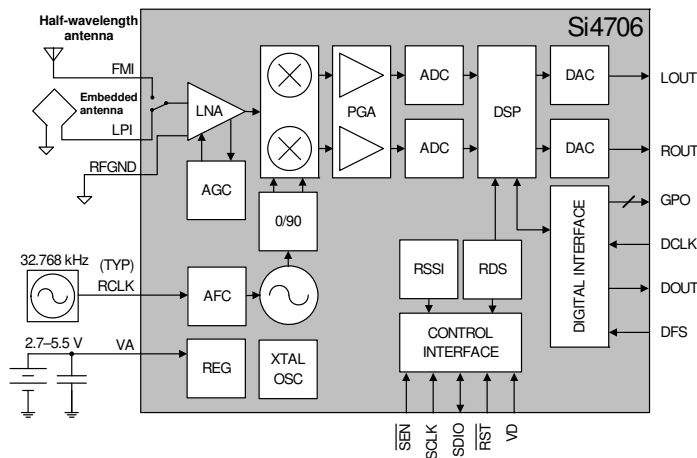 Half-wavelength
antenna
Si4706
FMI
Embedded
antenna
LPI
RFGND
LNA
AGC
0/90
PGA
ADC
ADC
DSP
DAC
DAC
LOUT
ROUT
GPO
DCLK
DOUT
DFS
DIGITAL INTERFACE
32.768 kHz
(TYP)
RCLK
AFC
RSSI
RDS
CONTROL
INTERFACE
2.7–5.5 V
VA
REG
XTAL
OSC
SEN
SCLK
SDIO
RST
VD